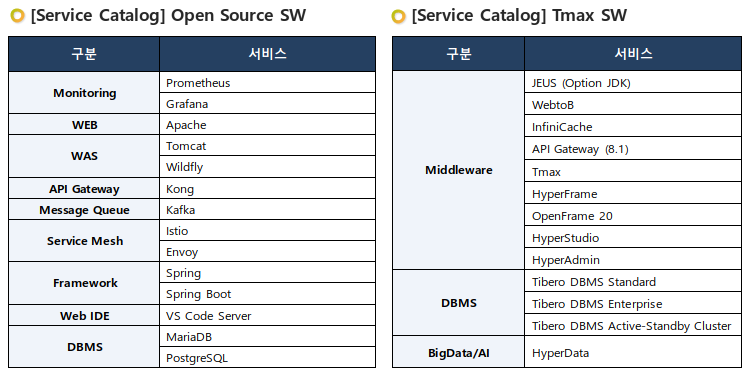 [Service Catalog] Open Source SW
구분 서비스
Monitoring
Prometheus
Grafana
WEB Apache
WAS
Tomcat
Wildfly
API Gateway Kong
Message Queue Kafka
Service Mesh
Istio
Envoy
Framework
Spring
Spring Boot
Web IDE VS Code Server
DBMS
MariaDB
PostgreSQL
[Service Catalog] Tmax SW
구분 서비스
Middleware
JEUS (Option JDK)
WebtoB
InfiniCache
API Gateway (8.1)
Tmax
HyperFrame
OpenFrame 20
HyperStudio
HyperAdmin
DBMS
Tibero DBMS Standard
Tibero DBMS Enterprise
Tibero DBMS Active-Standby Cluster
BigData/AI HyperData